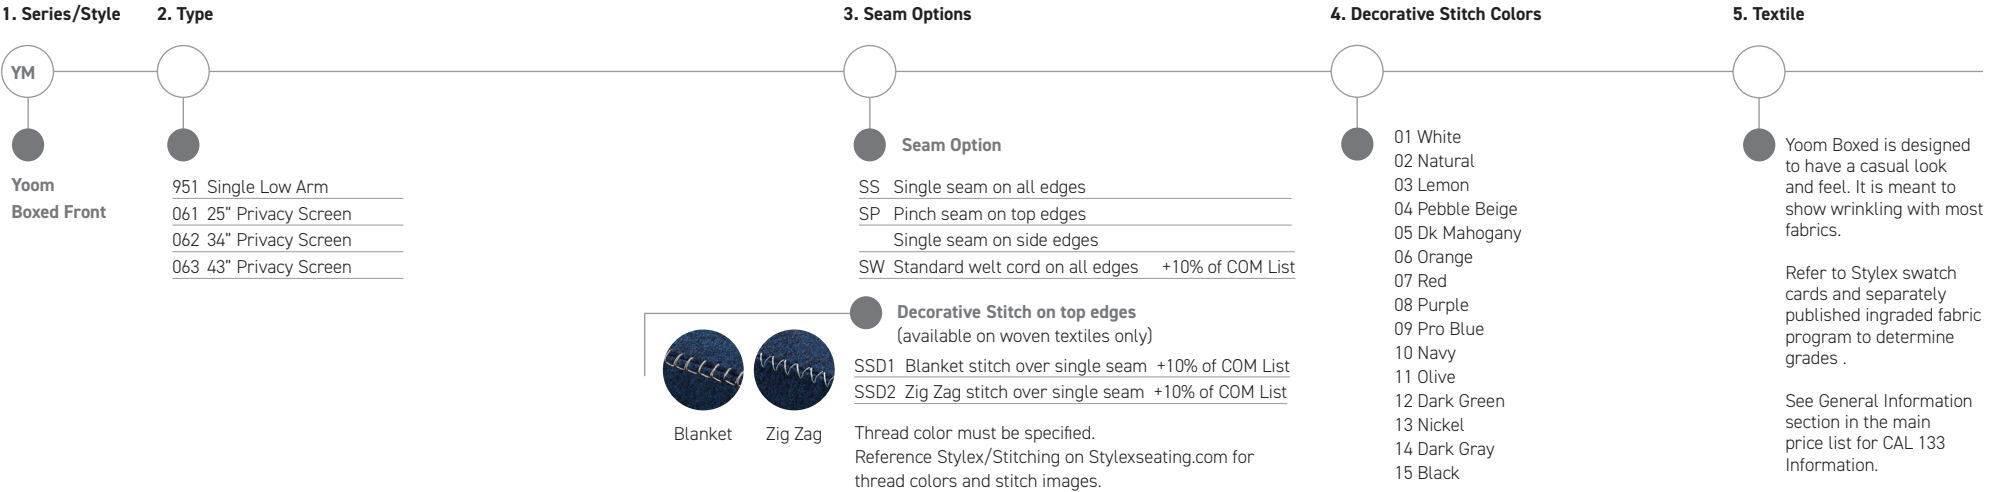 1. Series/Style
2. Type
3. Seam Options
4. Decorative Stitch Colors
5. Textile
YM
Yoom
Boxed Front
951 Single Low Arm
061 25" Privacy Screen
062 34" Privacy Screen
063 43" Privacy Screen
Seam Option
SS Single seam on all edges
SP Pinch seam on top edges
Single seam on side edges
SW Standard welt cord on all edges +10% of COM List
Decorative Stitch on top edges
(available on woven textiles only)
SSD1 Blanket stitch over single seam +10% of COM List
SSD2 Zig Zag stitch over single seam +10% of COM List
Blanket
Zig Zag
Thread color must be specified.
Reference Stylex/Stitching on Stylexseating.com for
thread colors and stitch images.
01 White
02 Natural
03 Lemon
04 Pebble Beige
05 Dk Mahogany
06 Orange
07 Red
08 Purple
09 Pro Blue
10 Navy
11 Olive
12 Dark Green
13 Nickel
14 Dark Gray
15 Black
Yoom Boxed is designed
to have a casual look
and feel. It is meant to
show wrinkling with most
fabrics.
Refer to Stylex swatch
cards and separately
published ingraded fabric
program to determine
grades .
See General Information
section in the main
price list for CAL 133
Information.